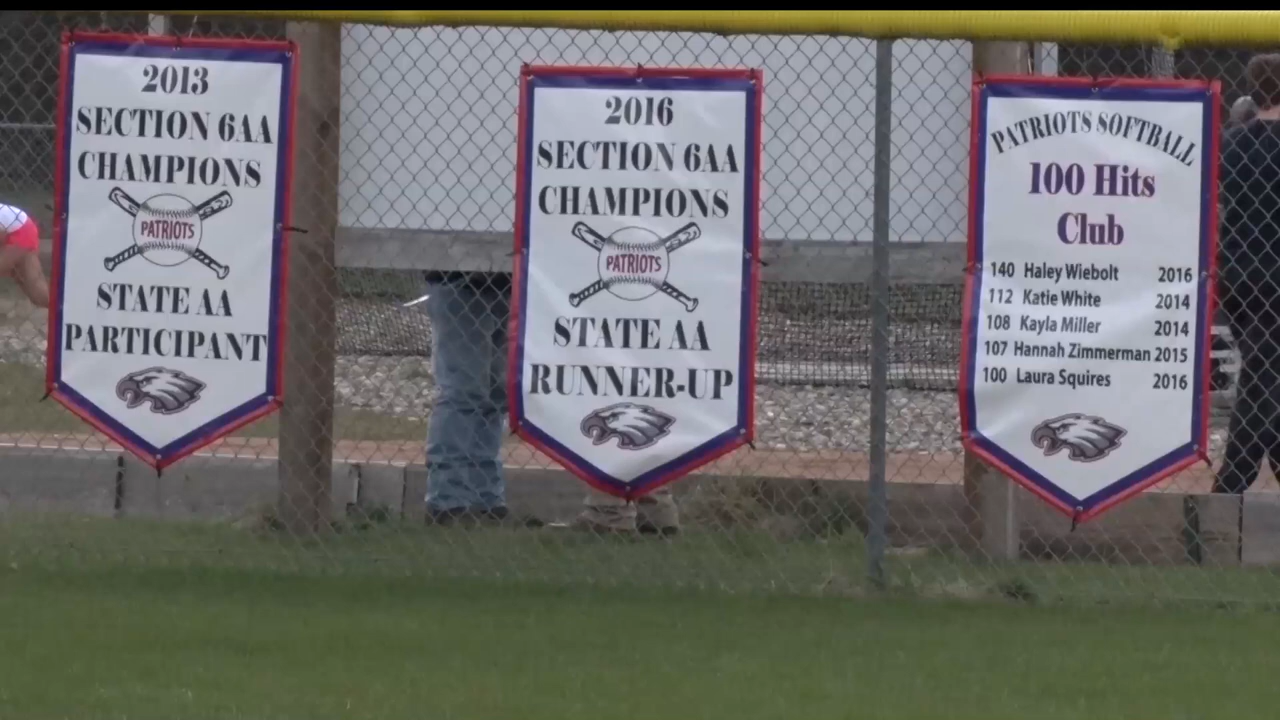 2013
SECTION 6AA
CHAMPIONS
PATRIOTS
STATE AA
PARTICIPANT
2016
SECTION 6AA
CHAMPIONS
PATRIOTS
STATE AA
RUNNER-UP
PATRIOTS SOFTBALL
100 Hits
Club
140 Haley Wiebolt 2016
112 Katie White 2014
108 Kayla Miller 2014
107 Hannah Zimmerman 2015
100 Laura Squires 2016